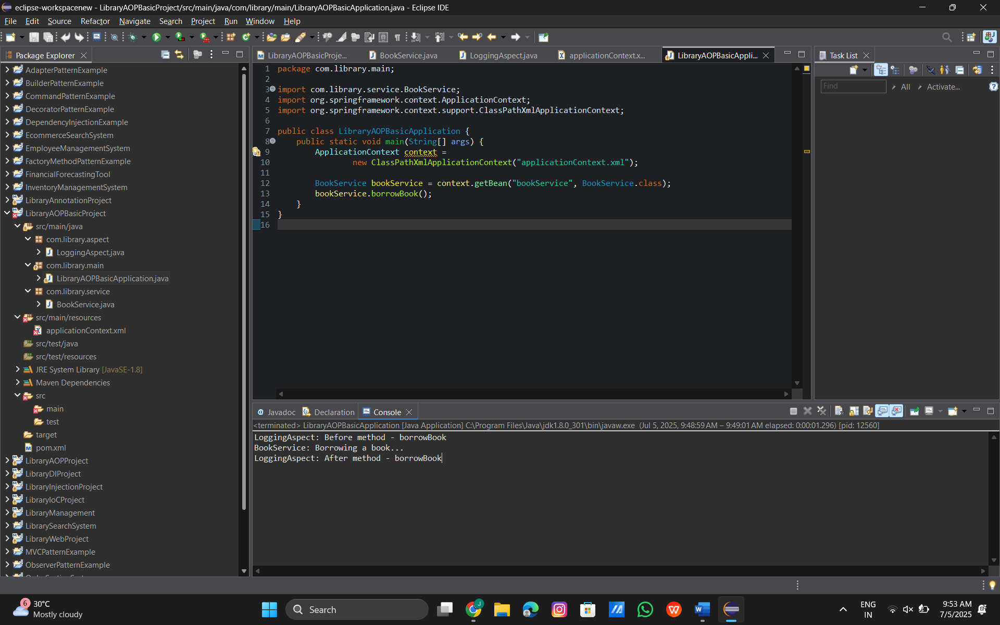 eclipse-workspacenew - LibraryAOPBasicProject/src/main/java/com/library/main/LibraryAOPBasicApplication.java - Eclipse IDE
File Edit Source Refactor Navigate Search Project Run Window Help
Package Explorer
AdapterPatternExample
BuilderPatternExample
CommandPatternExample
DecoratorPatternExample
DependencyInjectionExample
EcommerceSearchSystem
EmployeeManagementSystem
FactoryMethodPatternExample
FinancialForecastingTool
InventoryManagementSystem
LibraryAnnotationProject
LibraryAOPBasicProject
src/main/java
com.library.aspect
LoggingAspect.java
com.library.main
LibraryAOPBasicApplication.java
com.library.service
BookService.java
src/main/resources
applicationContext.xml
src/test/java
src/test/resources
JRE System Library [JavaSE-1.8]
Maven Dependencies
src
main
test
target
pom.xml
LibraryAOPProject
LibraryDIProject
LibraryInjectionProject
LibraryIoCProject
LibraryManagement
LibrarySearchSystem
LibraryWebProject
MVCPatternExample
ObserverPatternExample
LibraryAOPBasicProje... BookService.java LoggingAspect.java applicationContext.x... LibraryAOPBasicAppli...
1 package com.library.main;
2
3 import com.library.service.BookService;
4 import org.springframework.context.ApplicationContext;
5 import org.springframework.context.support.ClassPathXmlApplicationContext;
6
7 public class LibraryAOPBasicApplication {
8 public static void main(String[] args) {
9 ApplicationContext context =
10 new ClassPathXmlApplicationContext("applicationContext.xml");
11
12 BookService bookService = context.getBean("bookService", BookService.class);
13 bookService.borrowBook();
14 }
15 }
16
Task List
Find All Activate...
Javadoc Declaration Console
<terminated> LibraryAOPBasicApplication [Java Application] C:\Program Files\Java\jdk1.8.0_301\bin\javaw.exe (Jul 5, 2025, 9:48:59 AM – 9:49:01 AM elapsed: 0:00:01.296) [pid: 12560]
LoggingAspect: Before method - borrowBook
BookService: Borrowing a book...
LoggingAspect: After method - borrowBook
6
30°C
Mostly cloudy
Search
J
ENG
IN
9:53 AM
7/5/2025